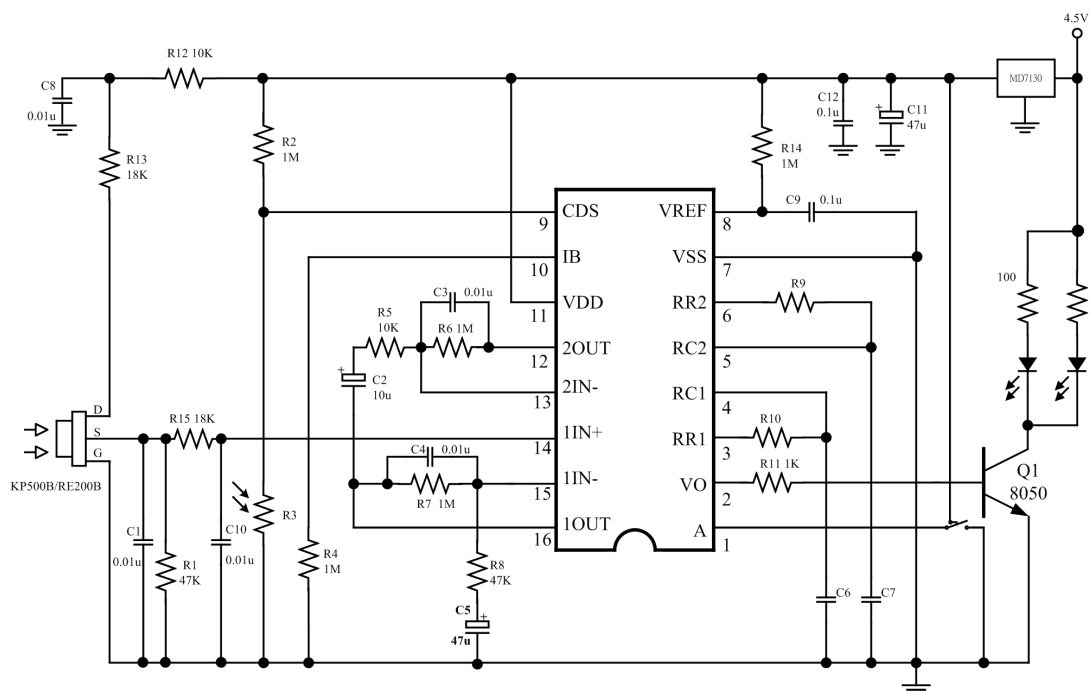 4.5V
R12 10K
C8
0.01u
MD7130
C12
0.1u
C11
+
47u
R2
1M
R14
1M
R13
18K
C9 0.1u
CDS
VREF
9
8
IB
VSS
10
7
C3 0.01u
VDD
RR2
R9
11
6
100
R5
10K
R6 1M
2OUT
RC2
12
5
+
C2
10u
2IN-
RC1
13
4
D
S
G
R15 18K
1IN+
RR1
R10
14
3
C4 0.01u
KP500B/RE200B
R7 1M
1IN-
VO
R11 1K
15
2
Q1
8050
R3
1OUT
A
16
1
C1
0.01u
R1
47K
C10
0.01u
R4
1M
R8
47K
C6
C7
C5
+
47u